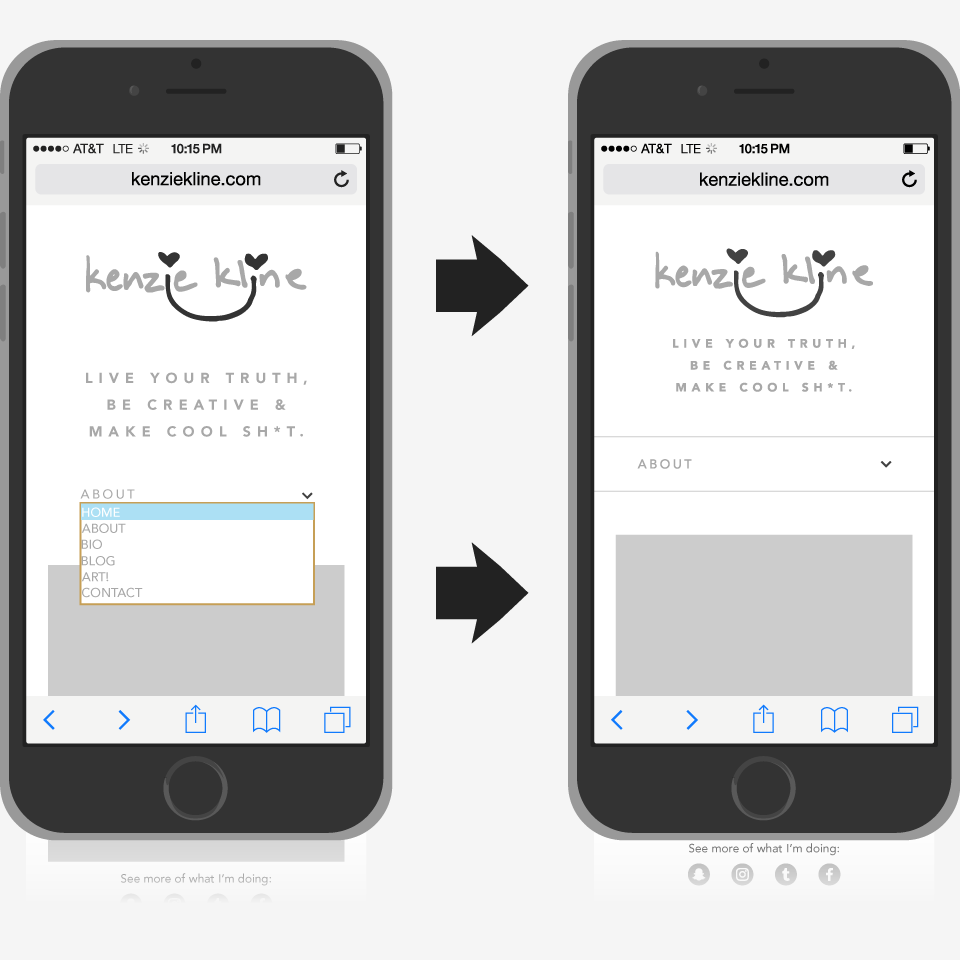 AT&T LTE 10:15 PM
kenziekline.com
kenzie kline
LIVE YOUR TRUTH,
BE CREATIVE &
MAKE COOL SH*T.
ABOUT
HOME
ABOUT
BIO
BLOG
ART!
CONTACT
See more of what I'm doing:
AT&T LTE 10:15 PM
kenziekline.com
kenzie kline
LIVE YOUR TRUTH,
BE CREATIVE &
MAKE COOL SH*T.
ABOUT
See more of what I'm doing: